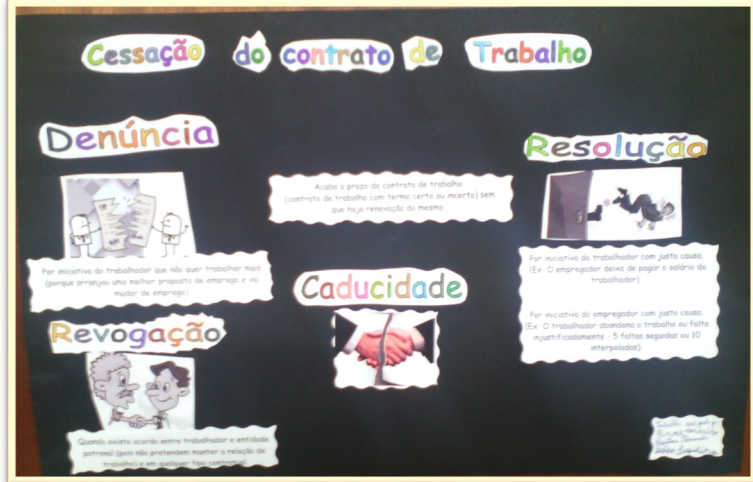 Cessação do contrato de Trabalho
Denúncia
Por iniciativa do trabalhador que não quer trabalhar mais
(porque arranjou uma melhor proposta de emprego e vai
mudar de emprego)
Revogação
Quando existe acordo entre trabalhador e entidade
patronal (pois não pretendem manter a relação de
trabalho) e em qualquer tipo contratual
Acaba o prazo do contrato de trabalho
(contrato de trabalho com termo certo ou incerto) sem
que haja renovação do mesmo
Caducidade
Resolução
Por iniciativa do trabalhador com justa causa.
(Ex: O empregador deixa de pagar o salário do
trabalhador)
Por iniciativa do empregador com justa causa.
(Ex: O trabalhador abandona o trabalho ou falta
injustificadamente - 5 faltas seguidas ou 10
interpoladas)